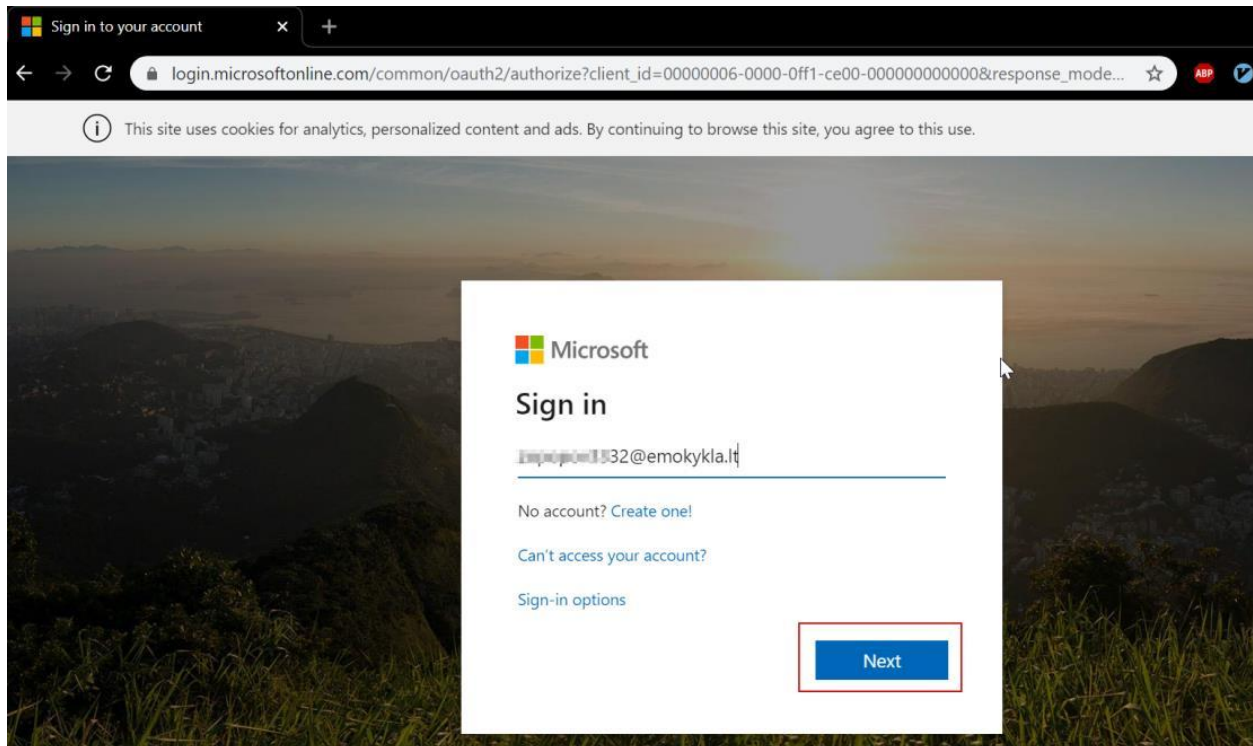 Sign in to your account
login.microsoftonline.com/common/oauth2/authorize?client_id=00000006-0000-0ff1-ce00-000000000000&response_mode...
ABP
This site uses cookies for analytics, personalized content and ads. By continuing to browse this site, you agree to this use.
Microsoft
Sign in
32@emokykla.lt
No account? Create one!
Can't access your account?
Sign-in options
Next